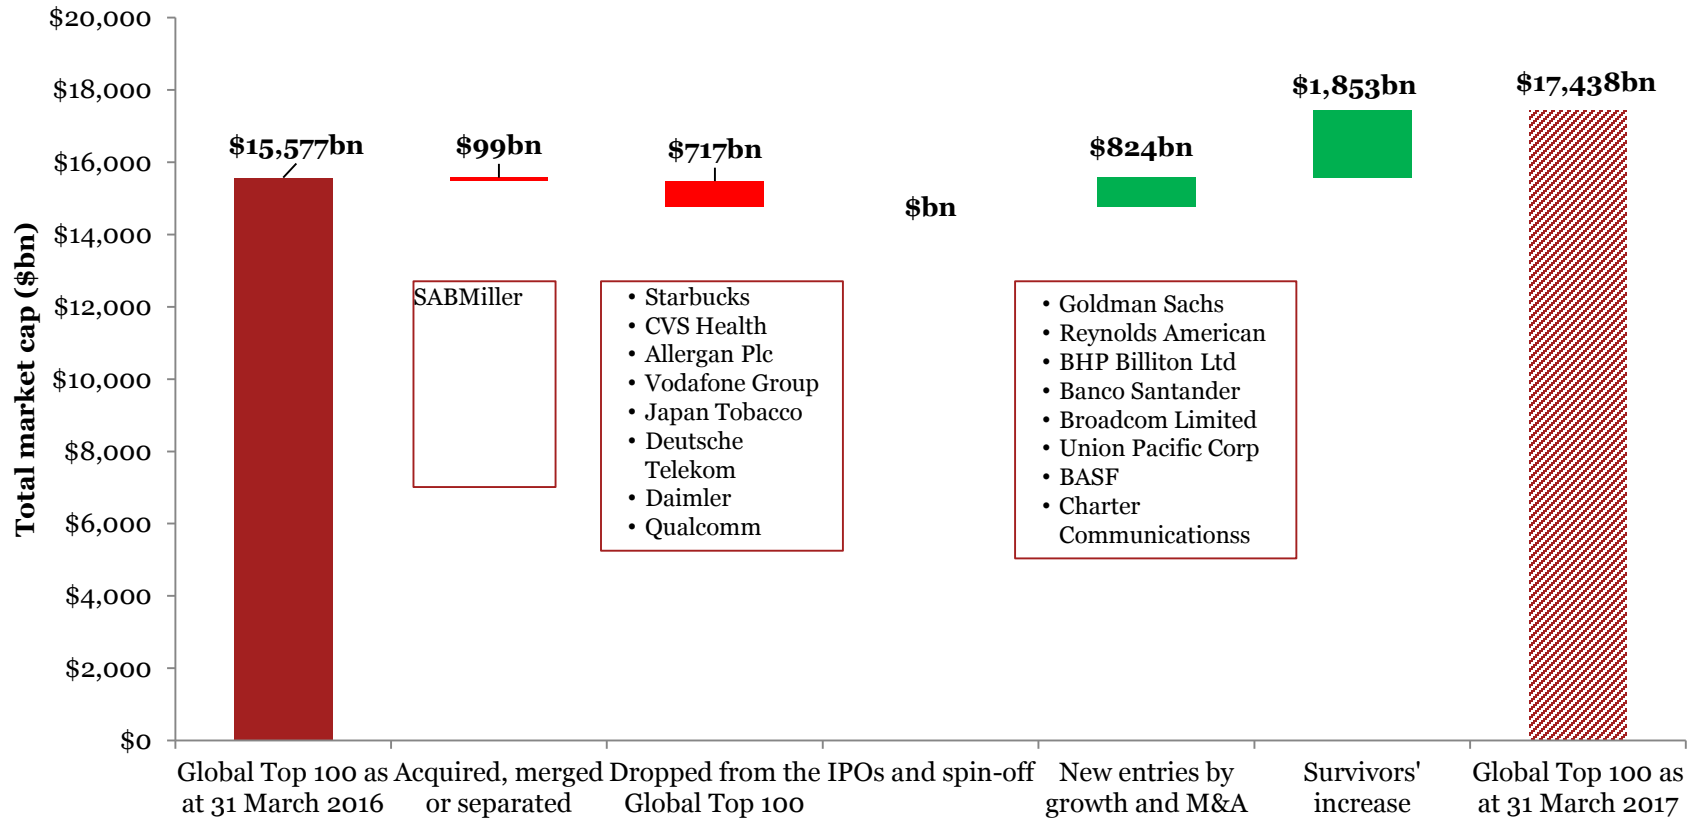 $20,000
$18,000
$16,000
$14,000
$12,000
$10,000
$8,000
$6,000
$4,000
$2,000
$0
Total market cap ($bn)
$15,577bn
$99bn
$717bn
$bn
$824bn
$1,853bn
$17,438bn
SABMiller
• Starbucks
• CVS Health
• Allergan Plc
• Vodafone Group
• Japan Tobacco
• Deutsche
Telekom
• Daimler
• Qualcomm
• Goldman Sachs
• Reynolds American
• BHP Billiton Ltd
• Banco Santander
• Broadcom Limited
• Union Pacific Corp
• BASF
• Charter
Communicationss
Global Top 100 as
at 31 March 2016
Acquired, merged
or separated
Dropped from the
Global Top 100
IPOs and spin-off
New entries by
growth and M&A
Survivors'
increase
Global Top 100 as
at 31 March 2017